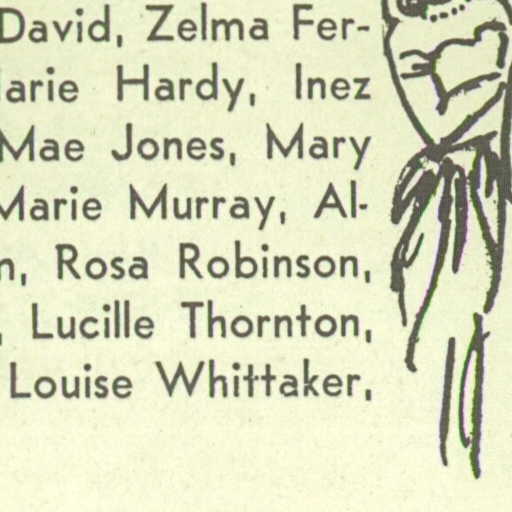 David, Zelma Fer-
arie Hardy, Inez
Mae Jones, Mary
Marie Murray, Al-
n, Rosa Robinson,
, Lucille Thornton,
Louise Whittaker,